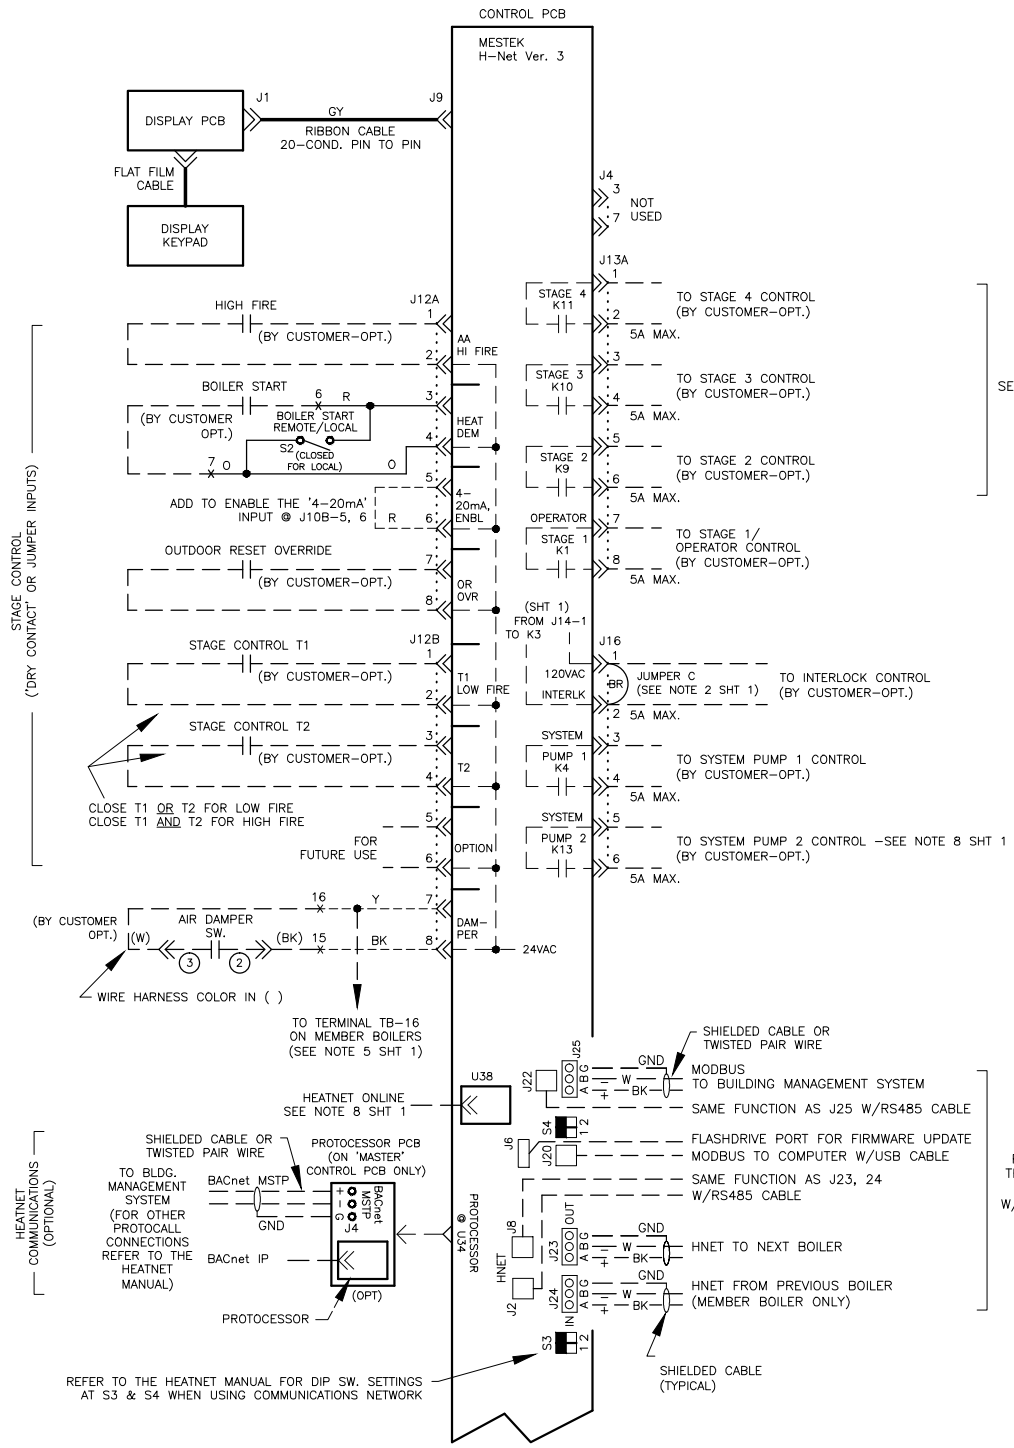 CONTROL PCB
MESTEK
H-Net Ver. 3
DISPLAY PCB
J1
GY
J9
RIBBON CABLE
20-COND. PIN TO PIN
FLAT FILM
CABLE
DISPLAY
KEYPAD
J4
3
7
NOT
USED
STAGE CONTROL
('DRY CONTACT' OR JUMPER INPUTS)
J12A
HIGH FIRE
1
(BY CUSTOMER-OPT.)
2
AA
HI FIRE
BOILER START
6
R
3
(BY CUSTOMER
OPT.)
BOILER START
REMOTE/LOCAL
S2
(CLOSED
FOR LOCAL)
7
O
O
4
HEAT
DEM
ADD TO ENABLE THE '4-20mA'
INPUT @ J10B-5, 6
R
5
6
4-
20mA,
ENBL
OUTDOOR RESET OVERRIDE
7
(BY CUSTOMER-OPT.)
8
OR
OVR
J12B
STAGE CONTROL T1
1
(BY CUSTOMER-OPT.)
2
T1
LOW FIRE
STAGE CONTROL T2
3
(BY CUSTOMER-OPT.)
4
T2
CLOSE T1 OR T2 FOR LOW FIRE
CLOSE T1 AND T2 FOR HIGH FIRE
FOR
FUTURE USE
5
6
OPTION
16
Y
7
(BY CUSTOMER
OPT.)
(W)
AIR DAMPER
SW.
3
2
(BK)
15
BK
8
DAM-
PER
24VAC
WIRE HARNESS COLOR IN ( )
TO TERMINAL TB-16
ON MEMBER BOILERS
(SEE NOTE 5 SHT 1)
J13A
1
STAGE 4
K11
2
5A MAX.
TO STAGE 4 CONTROL
(BY CUSTOMER-OPT.)
3
STAGE 3
K10
4
5A MAX.
TO STAGE 3 CONTROL
(BY CUSTOMER-OPT.)
SE
5
STAGE 2
K9
6
5A MAX.
TO STAGE 2 CONTROL
(BY CUSTOMER-OPT.)
OPERATOR
7
STAGE 1
K1
8
5A MAX.
TO STAGE 1/
OPERATOR CONTROL
(BY CUSTOMER-OPT.)
(SHT 1)
FROM J14-1
TO K3
J16
1
120VAC
INTERLK
BR
JUMPER C
(SEE NOTE 2 SHT 1)
2
5A MAX.
TO INTERLOCK CONTROL
(BY CUSTOMER-OPT.)
SYSTEM
3
PUMP 1
K4
4
5A MAX.
TO SYSTEM PUMP 1 CONTROL
(BY CUSTOMER-OPT.)
SYSTEM
5
PUMP 2
K13
6
5A MAX.
TO SYSTEM PUMP 2 CONTROL -SEE NOTE 8 SHT 1
(BY CUSTOMER-OPT.)
SHIELDED CABLE OR
TWISTED PAIR WIRE
HEATNET ONLINE
SEE NOTE 8 SHT 1
U38
J22
J25
A B G
GND
W
BK
+
-
MODBUS
TO BUILDING MANAGEMENT SYSTEM
SAME FUNCTION AS J25 W/RS485 CABLE
S4
1 2
J6
FLASHDRIVE PORT FOR FIRMWARE UPDATE
J20
MODBUS TO COMPUTER W/USB CABLE
SAME FUNCTION AS J23, 24
W/RS485 CABLE
HEATNET
COMMUNICATIONS
(OPTIONAL)
SHIELDED CABLE OR
TWISTED PAIR WIRE
PROTOCESSOR PCB
(ON 'MASTER'
CONTROL PCB ONLY)
TO BLDG.
MANAGEMENT
SYSTEM
(FOR OTHER
PROTOCALL
CONNECTIONS
REFER TO THE
HEATNET
MANUAL)
BACnet MSTP
GND
+ - G
BACnet
MSTP
J4
BACnet IP
(OPT)
PROTOCESSOR
PROTOCESSOR
@ U34
HNET
J8
J23
OUT
A B G
GND
W
BK
+
-
HNET TO NEXT BOILER
J2
J24
IN
A B G
GND
W
BK
+
-
HNET FROM PREVIOUS BOILER
(MEMBER BOILER ONLY)
S3
1 2
SHIELDED CABLE
(TYPICAL)
REFER TO THE HEATNET MANUAL FOR DIP SW. SETTINGS
AT S3 & S4 WHEN USING COMMUNICATIONS NETWORK
W/